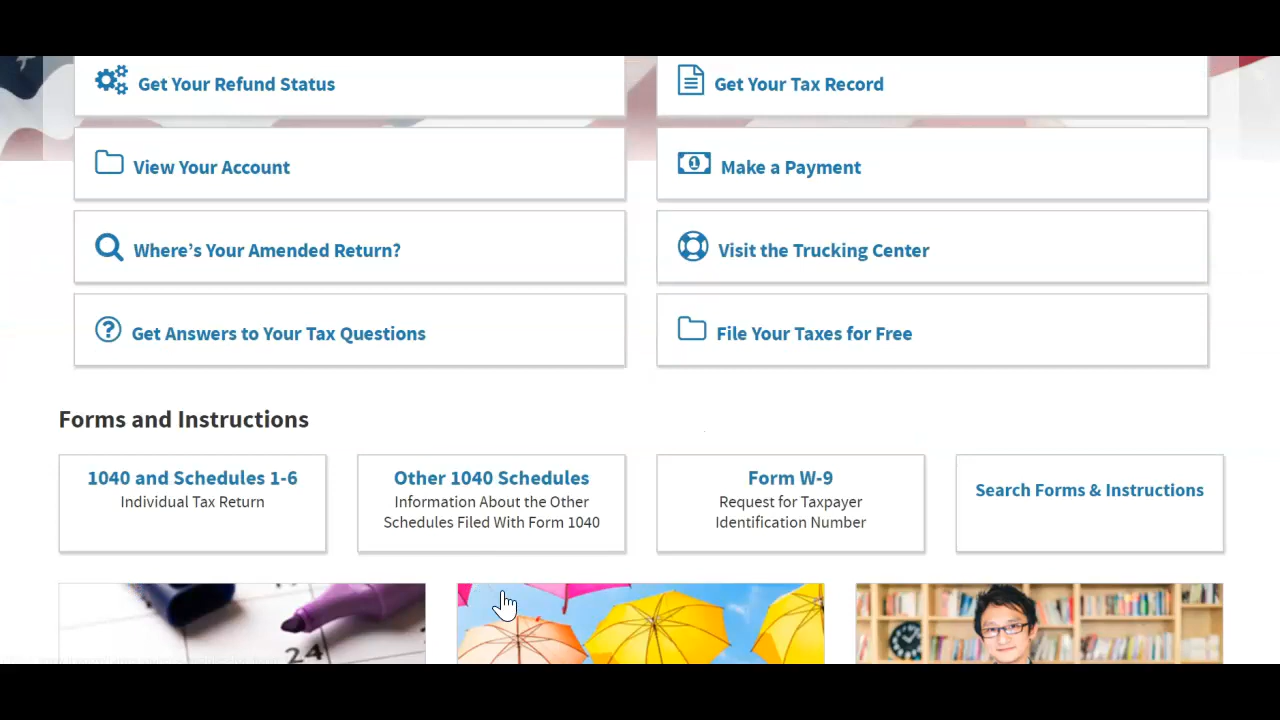 Get Your Refund Status
Get Your Tax Record
View Your Account
Make a Payment
Where’s Your Amended Return?
Visit the Trucking Center
Get Answers to Your Tax Questions
File Your Taxes for Free
Forms and Instructions
1040 and Schedules 1-6
Individual Tax Return
Other 1040 Schedules
Information About the Other
Schedules Filed With Form 1040
Form W-9
Request for Taxpayer
Identification Number
Search Forms & Instructions
24